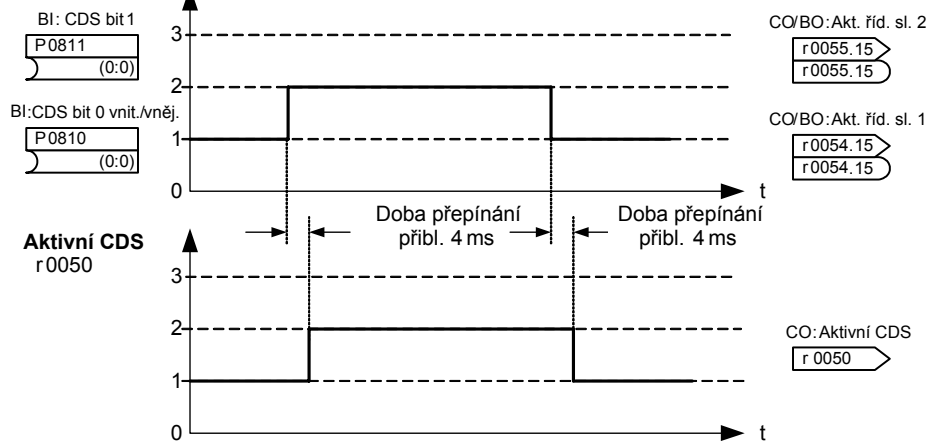 BI: CDS bit 1
P0811
(0:0)
BI:CDS bit 0 vnit./vněj.
P0810
(0:0)
3
2
1
0
t
CO/BO: Akt. říd. sl. 2
r0055.15
r0055.15
CO/BO: Akt. říd. sl. 1
r0054.15
r0054.15
Doba přepínání
přibl. 4 ms
Doba přepínání
přibl. 4 ms
Aktivní CDS
r0050
3
2
1
0
t
CO: Aktivní CDS
r 0050